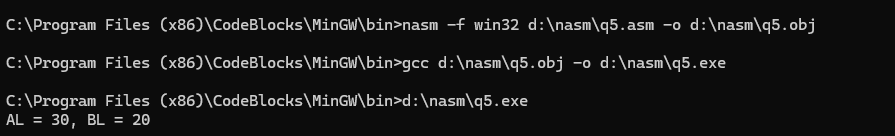 C:\Program Files (x86)\CodeBlocks\MinGW\bin>nasm -f win32 d:\nasm\q5.asm -o d:\nasm\q5.obj
C:\Program Files (x86)\CodeBlocks\MinGW\bin>gcc d:\nasm\q5.obj -o d:\nasm\q5.exe
C:\Program Files (x86)\CodeBlocks\MinGW\bin>d:\nasm\q5.exe
AL = 30, BL = 20